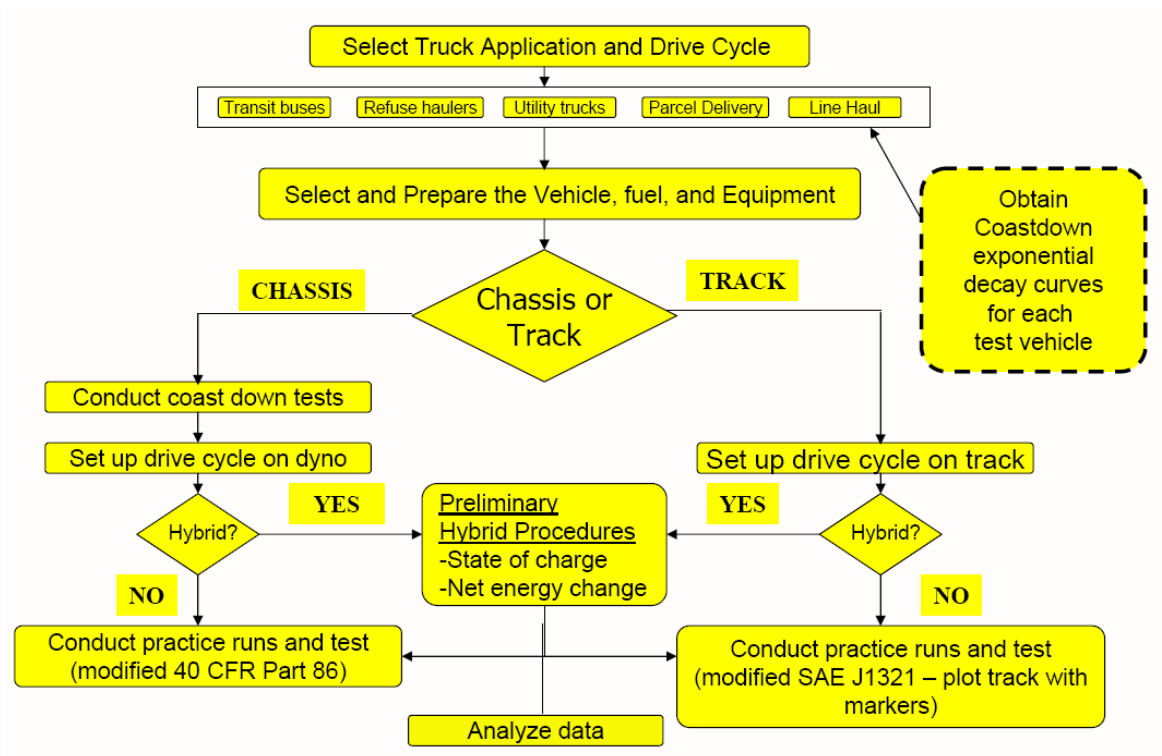 Select Truck Application and Drive Cycle
Transit buses
Refuse haulers
Utility trucks
Parcel Delivery
Line Haul
Select and Prepare the Vehicle, fuel, and Equipment
Obtain
Coastdown
exponential
decay curves
for each
test vehicle
CHASSIS
Chassis or
Track
TRACK
Conduct coast down tests
Set up drive cycle on dyno
Set up drive cycle on track
Hybrid?
YES
Preliminary
Hybrid Procedures
-State of charge
-Net energy change
YES
Hybrid?
NO
NO
Conduct practice runs and test
(modified 40 CFR Part 86)
Conduct practice runs and test
(modified SAE J1321 – plot track with
markers)
Analyze data